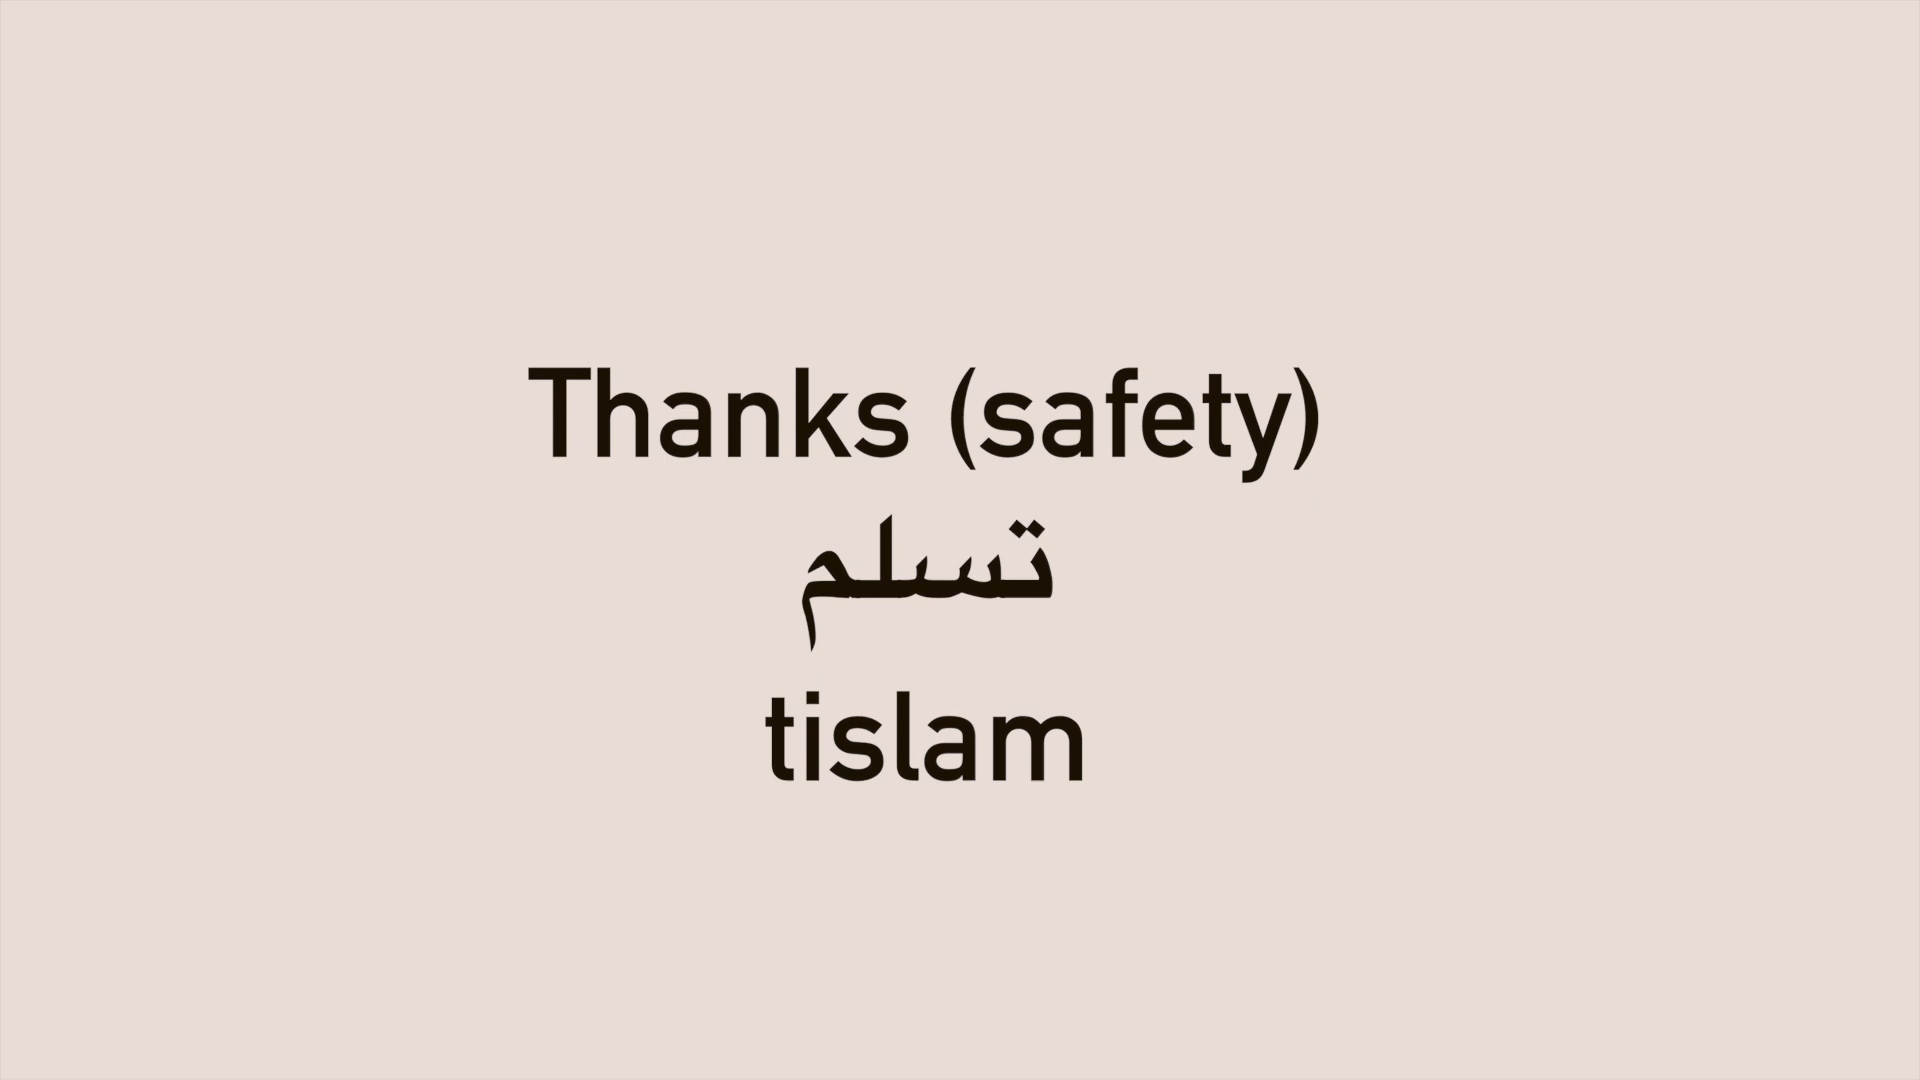 Thanks (safety)
تسلم
tislam